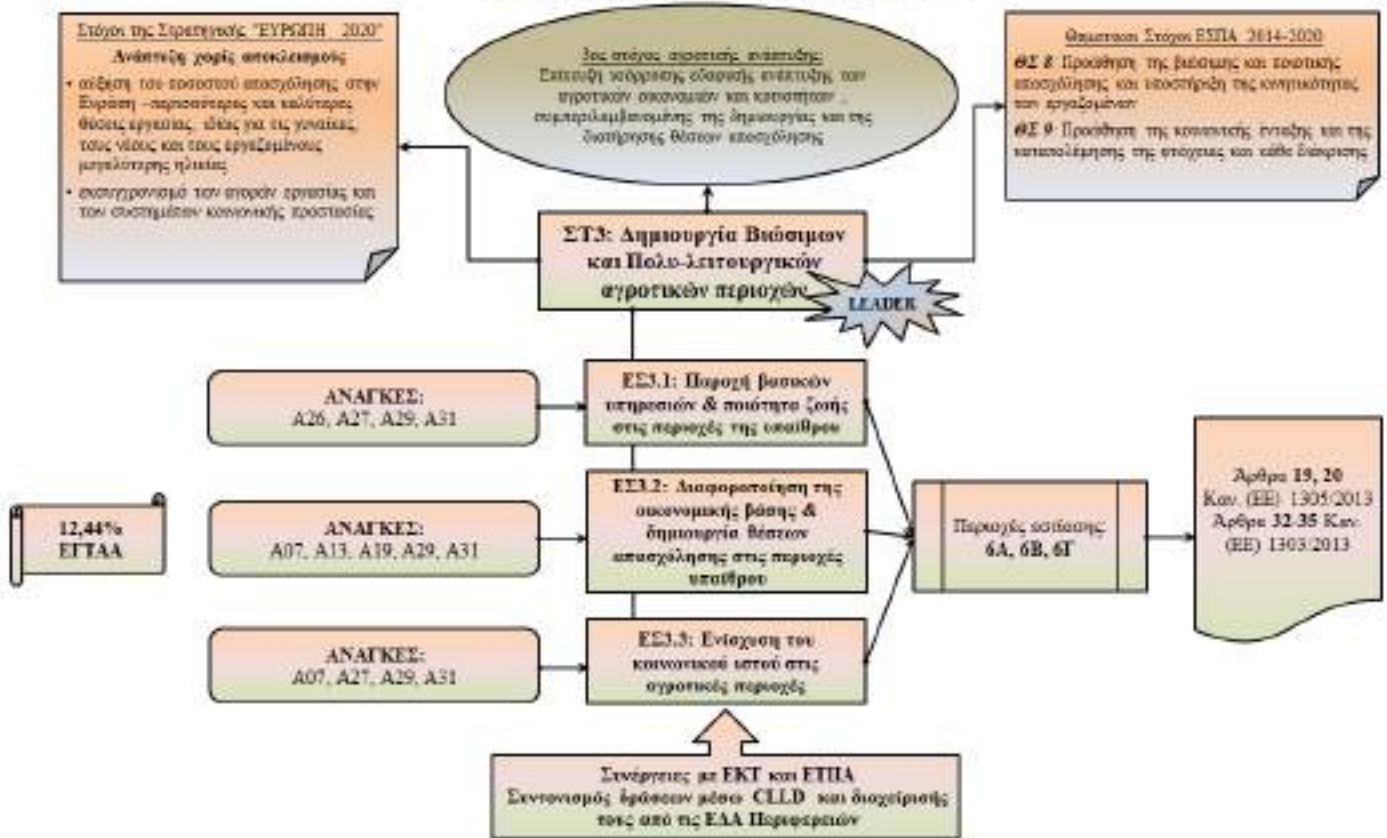 Στόχοι της Στρατηγικής "ΕΥΡΩΠΗ 2020"
Ανάπτυξη χωρίς αποκλεισμούς
• αύξηση του ποσοστού απασχόλησης στην
Ευρώπη –περισσότερες και καλύτερες
θέσεις εργασίας, ιδίως για τις γυναίκες,
τους νέους και τους εργαζομένους
μεγαλύτερης ηλικίας
• εκσυγχρονισμό των αγορών εργασίας και
των συστημάτων κοινωνικής προστασίας
3ος στόχος αγροτικής ανάπτυξης:
Επίτευξη ισόρροπης εδαφικής ανάπτυξης των
αγροτικών οικονομιών και κοινοτήτων,
συμπεριλαμβανομένης της δημιουργίας και της
διατήρησης θέσεων απασχόλησης
Θεματικοί Στόχοι ΕΣΠΑ 2014-2020
ΘΣ 8: Προώθηση της βιώσιμης και ποιοτικής
απασχόλησης και υποστήριξη της κινητικότητας
των εργαζομένων
ΘΣ 9: Προώθηση της κοινωνικής ένταξης και της
καταπολέμησης της φτώχειας και κάθε διάκρισης
ΣΤ3: Δημιουργία Βιώσιμων
και Πολυ-λειτουργικών
αγροτικών περιοχών
LEADER
ΑΝΑΓΚΕΣ:
Α26, Α27, Α29, Α31
ΕΣ3.1: Παροχή βασικών
υπηρεσιών & ποιότητα ζωής
στις περιοχές της υπαίθρου
12,44%
ΕΓΤΑΑ
ΑΝΑΓΚΕΣ:
Α07, Α13, Α19, Α29, Α31
ΕΣ3.2: Διαφοροποίηση της
οικονομικής βάσης &
δημιουργία θέσεων
απασχόλησης στις περιοχές
υπαίθρου
Περιοχές εστίασης
6Α, 6Β, 6Γ
Άρθρα 19, 20
Καν. (ΕΕ) 1305/2013
Άρθρα 32-35 Καν.
(ΕΕ) 1303/2013
ΑΝΑΓΚΕΣ:
Α07, Α27, Α29, Α31
ΕΣ3.3: Ενίσχυση του
κοινωνικού ιστού στις
αγροτικές περιοχές
Συνέργειες με ΕΚΤ και ΕΤΠΑ
Συντονισμός δράσεων μέσω CLLD και διαχείρισής
τους από τις ΕΔΑ Περιφερειών